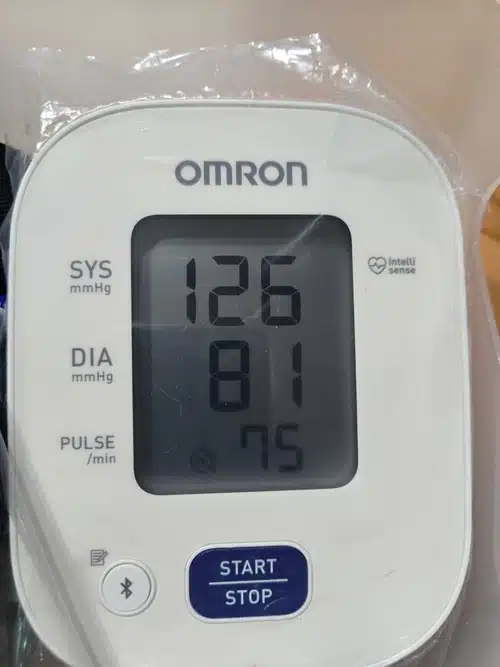 OMRON
SYS
mmHg
126
intelli
sense
DIA
mmHg
81
PULSE
/min
75
START
STOP